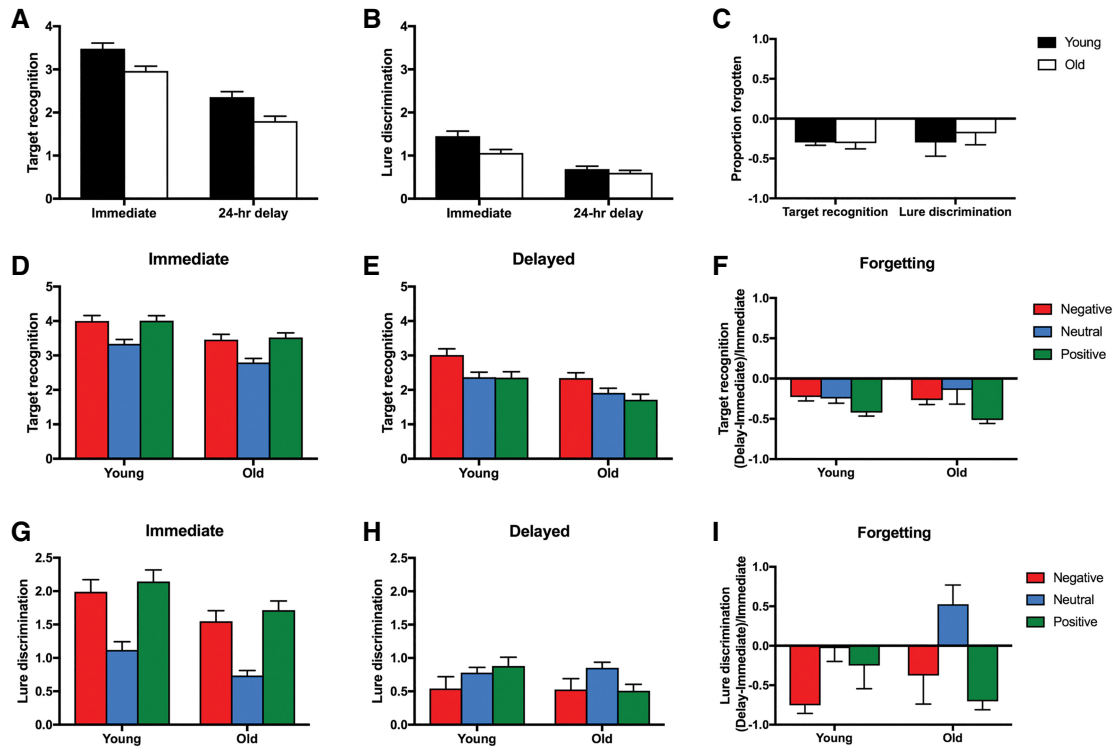 A
Target recognition
4
3
2
1
0
Immediate
24-hr delay
B
Lure discrimination
4
3
2
1
0
Immediate
24-hr delay
C
Proportion forgotten
1.0
0.5
0.0
-0.5
-1.0
Target recognition
Lure discrimination
Young
Old
D
Immediate
Target recognition
5
4
3
2
1
0
Young
Old
E
Delayed
Target recognition
5
4
3
2
1
0
Young
Old
F
Forgetting
Target recognition
(Delay-Immediate)/Immediate
1.0
0.5
0.0
-0.5
-1.0
Young
Old
Negative
Neutral
Positive
G
Immediate
Lure discrimination
2.5
2.0
1.5
1.0
0.5
0.0
Young
Old
H
Delayed
Lure discrimination
2.5
2.0
1.5
1.0
0.5
0.0
Young
Old
I
Forgetting
Lure discrimination
(Delay-Immediate)/Immediate
1.0
0.5
0.0
-0.5
-1.0
Young
Old
Negative
Neutral
Positive